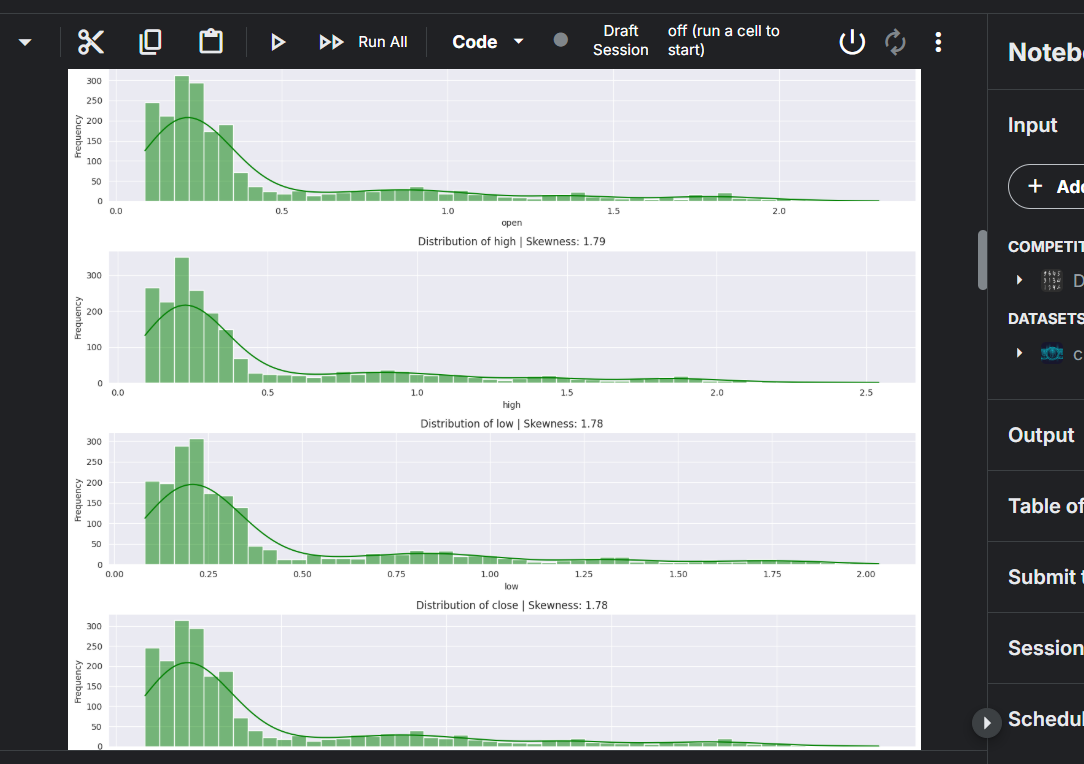 Run All
Code
Draft
Session
off (run a cell to
start)
Notebo
Input
+ Add
COMPETIT
D
DATASETS
c
Output
Table of
Submit t
Session
Schedul
300
250
200
150
100
50
0
Frequency
0.0 0.5 1.0 1.5 2.0
open
Distribution of high | Skewness: 1.79
300
200
100
0
Frequency
0.0 0.5 1.0 1.5 2.0 2.5
high
Distribution of low | Skewness: 1.78
300
250
200
150
100
50
0
Frequency
0.00 0.25 0.50 0.75 1.00 1.25 1.50 1.75 2.00
low
Distribution of close | Skewness: 1.78
300
250
200
150
100
50
0
Frequency